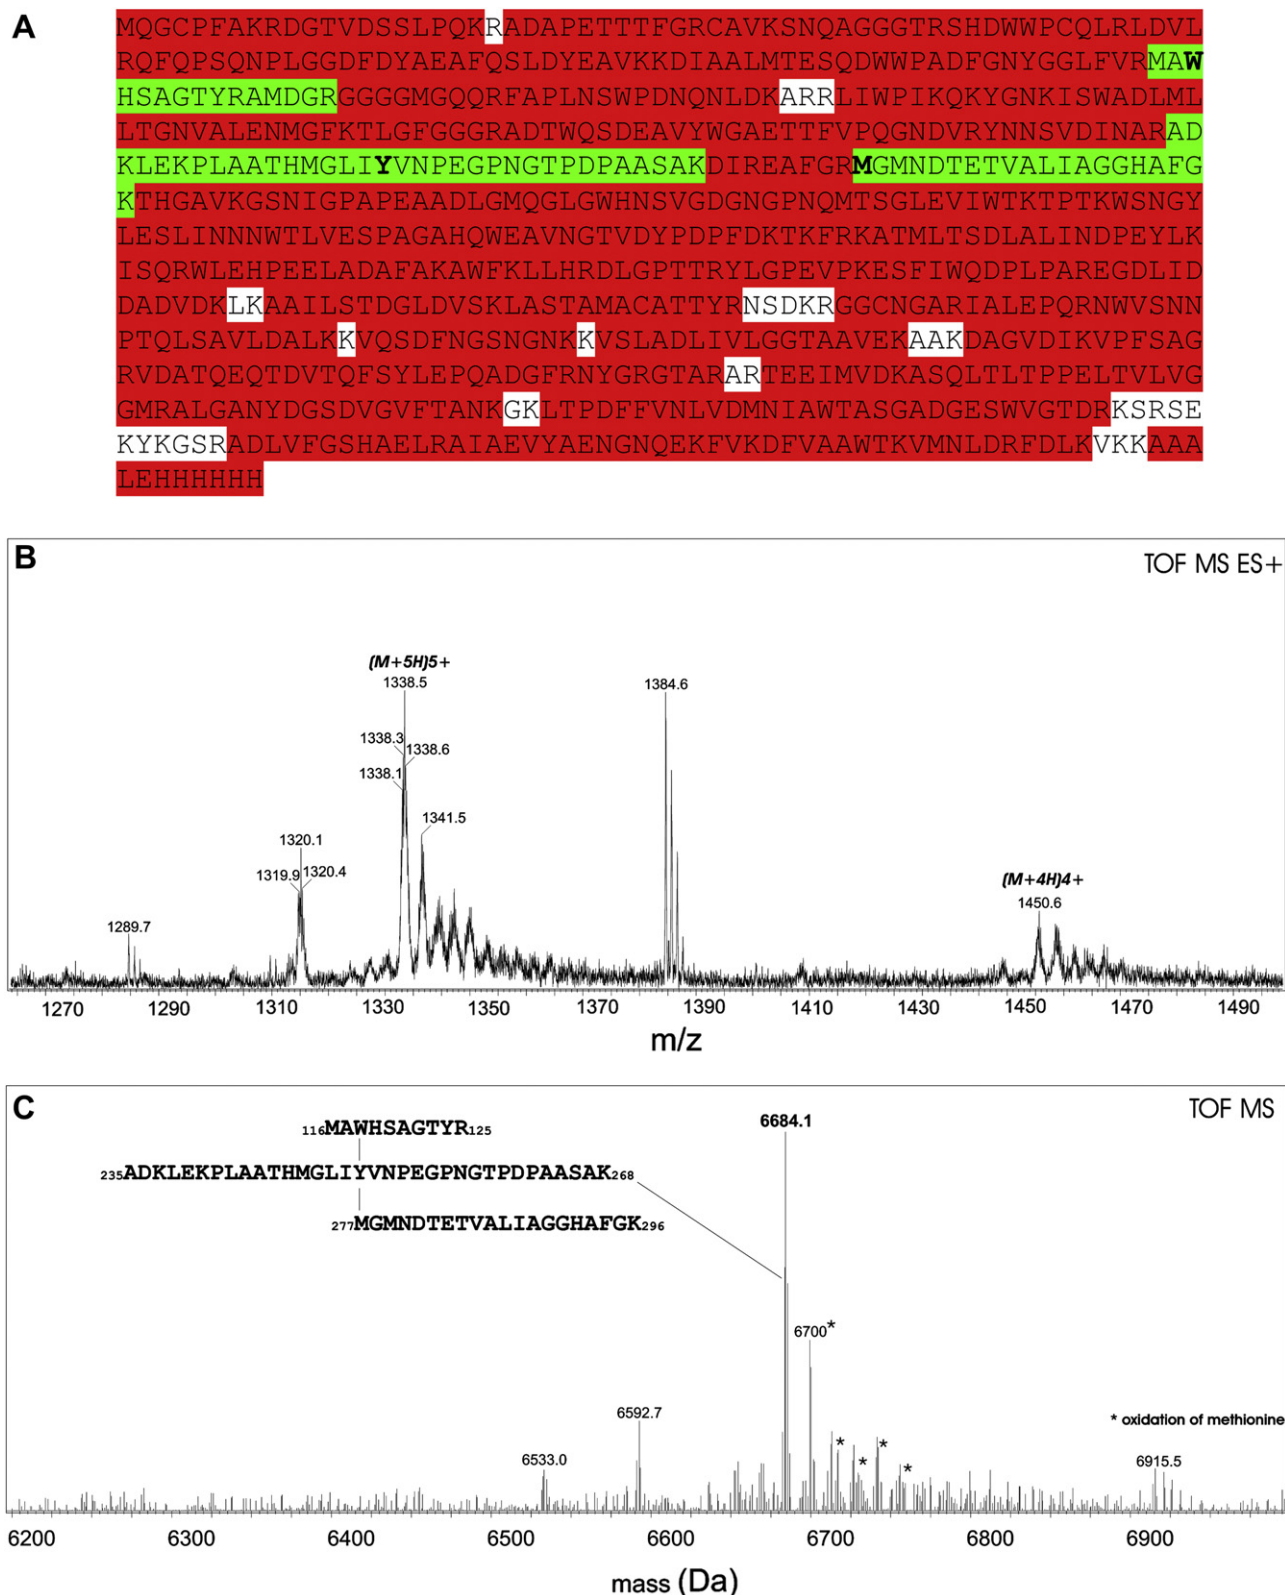 A
MQGCPFAKRDGTVDSSLPQKRADAPETTTFGRCAVKSNQAGGGTRSHDWWPCQLRLDVL
RQFQPSQNPLGGDFDYAEAFQSLDYEAVKKDIAALMTESQDWWPADFGNYGGLFVRMAW
HSAGTYRAMDGRGGGGMGQQRFAPLNSWPDNQNLDKARRLIWPIKQKYGNKISWADLML
LTGNVALENMGFKTLGFGGGRADTWQSDEAVYWGAETTFVPQGNDVRYNNSVDINARAD
KLEKPLAATHMGLIYVNPEGPNGTPDPAASAKDIREAFGRMGMNDTETVALIAGGHAFG
KTHGAVKGSNIGPAPEAADLGMQGLGWHNSVGDGNGPNQMTSGLEVIWTKTPTKWSNGY
LESLINNNWTLVESPAGAHQWEAVNGTVDYPDPFDKTKFRKATMLTSDLALINDPEYLK
ISQRWLEHPEELADAFAKAWFKLLHRDLGPTTRYLGPEVPKESFIWQDPLPAREGDLID
DADVDKLKAAILSTDGLDVSKLASTAMACATTYRNSDKRGGCNGARIALEPQRNWVSNN
PTQLSAVLDALKKVQSDFNGSNGNKKVSLADLIVLGGTAAVEKAAKDAGVDIKVPFSAG
RVDATQEQTDVTQFSYLEPQADGFRNYGRGTARARTEEIMVDKASQLTLTPPELTVLVG
GMRALGANYDGSDVGVFTANKGKLTPDFFVNLVDMNIAWTASGADGESWVGTDRKSRSE
KYKGSRADLVFGSHAELRAIAEVYAENGNQEKFVKDFVAAWTKVMNLDRFDLKVKKAAA
LEHHHHHH
B
TOF MS ES+
(M+5H)5+
1338.5
1338.3
1338.6
1338.1
1341.5
1320.1
1319.9
1320.4
1289.7
1384.6
(M+4H)4+
1450.6
1270 1290 1310 1330 1350 1370 1390 1410 1430 1450 1470 1490
m/z
C
TOF MS
116MAWHSAGTYR125
235ADKLEKPLAATHMGLIYVNPEGPNGTPDPAASAK268
277MGMNDTETVALIAGGHAFGK296
6684.1
6700*
6592.7
6533.0
* * * *
* oxidation of methionine
6915.5
6200 6300 6400 6500 6600 6700 6800 6900
mass (Da)